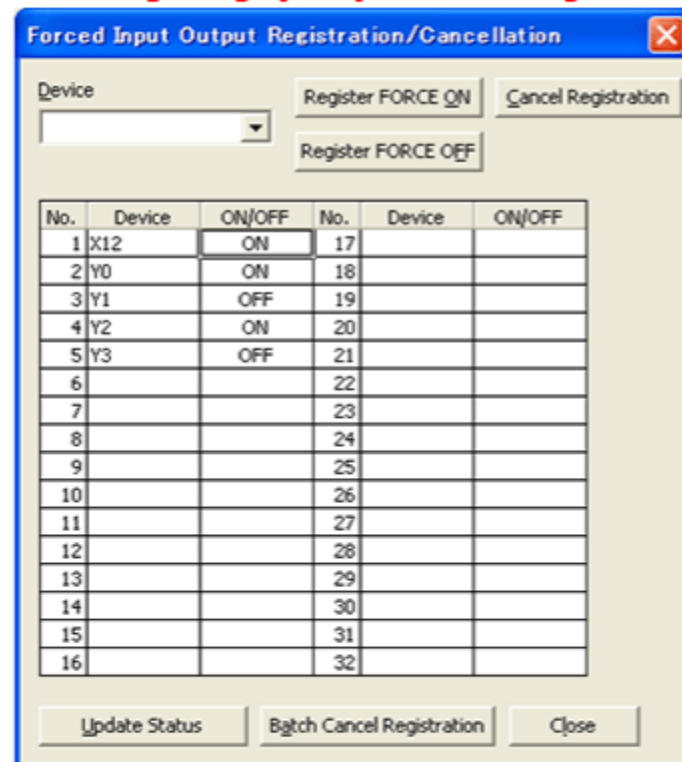 Forced Input Output Registration/Cancellation
Device
Register FORCE ON
Cancel Registration
Register FORCE OFF
No. Device ON/OFF No. Device ON/OFF
1 X12 ON 17
2 Y0 ON 18
3 Y1 OFF 19
4 Y2 ON 20
5 Y3 OFF 21
6 22
7 23
8 24
9 25
10 26
11 27
12 28
13 29
14 30
15 31
16 32
Update Status
Batch Cancel Registration
Close